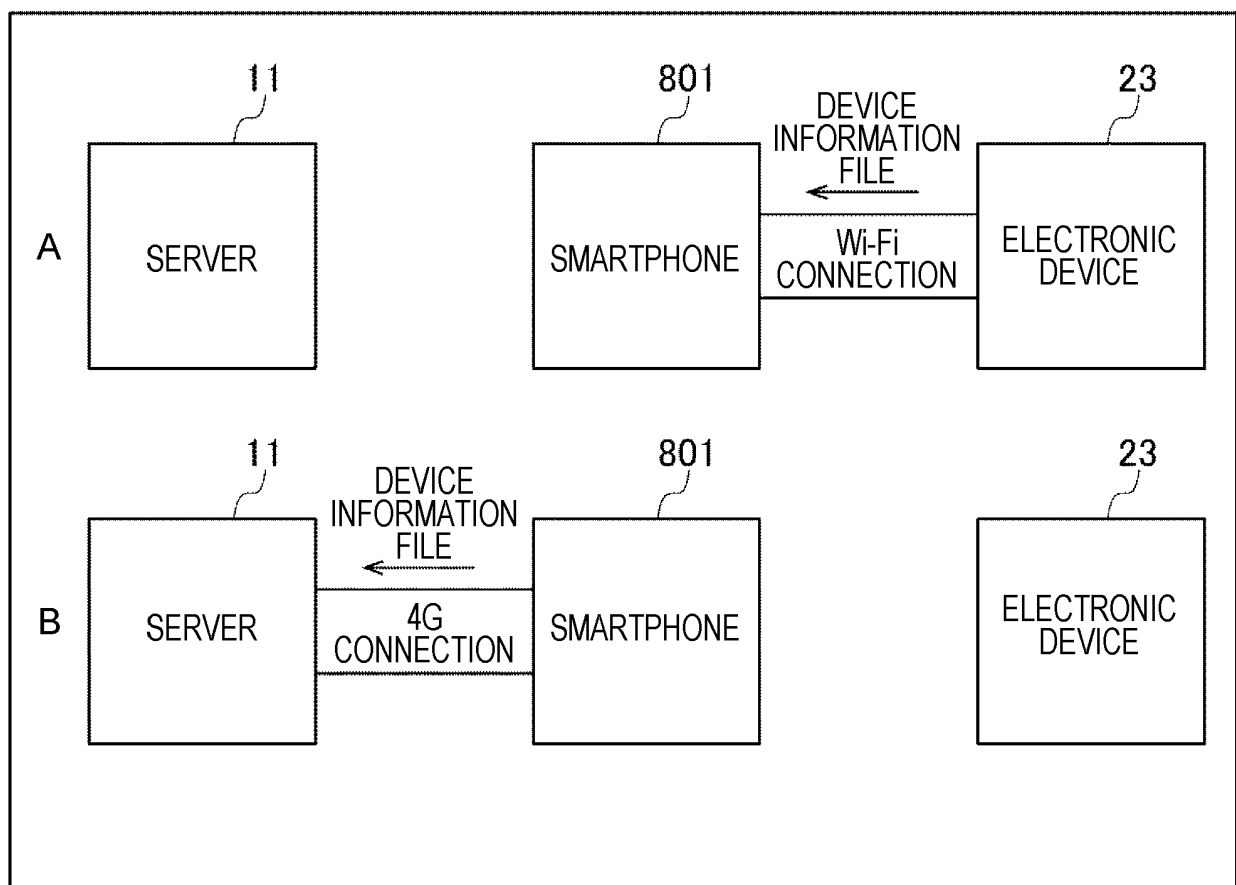 11
801
23
DEVICE
INFORMATION
FILE
A
SERVER
SMARTPHONE
Wi-Fi
CONNECTION
ELECTRONIC
DEVICE
11
801
23
DEVICE
INFORMATION
FILE
B
SERVER
4G
CONNECTION
SMARTPHONE
ELECTRONIC
DEVICE